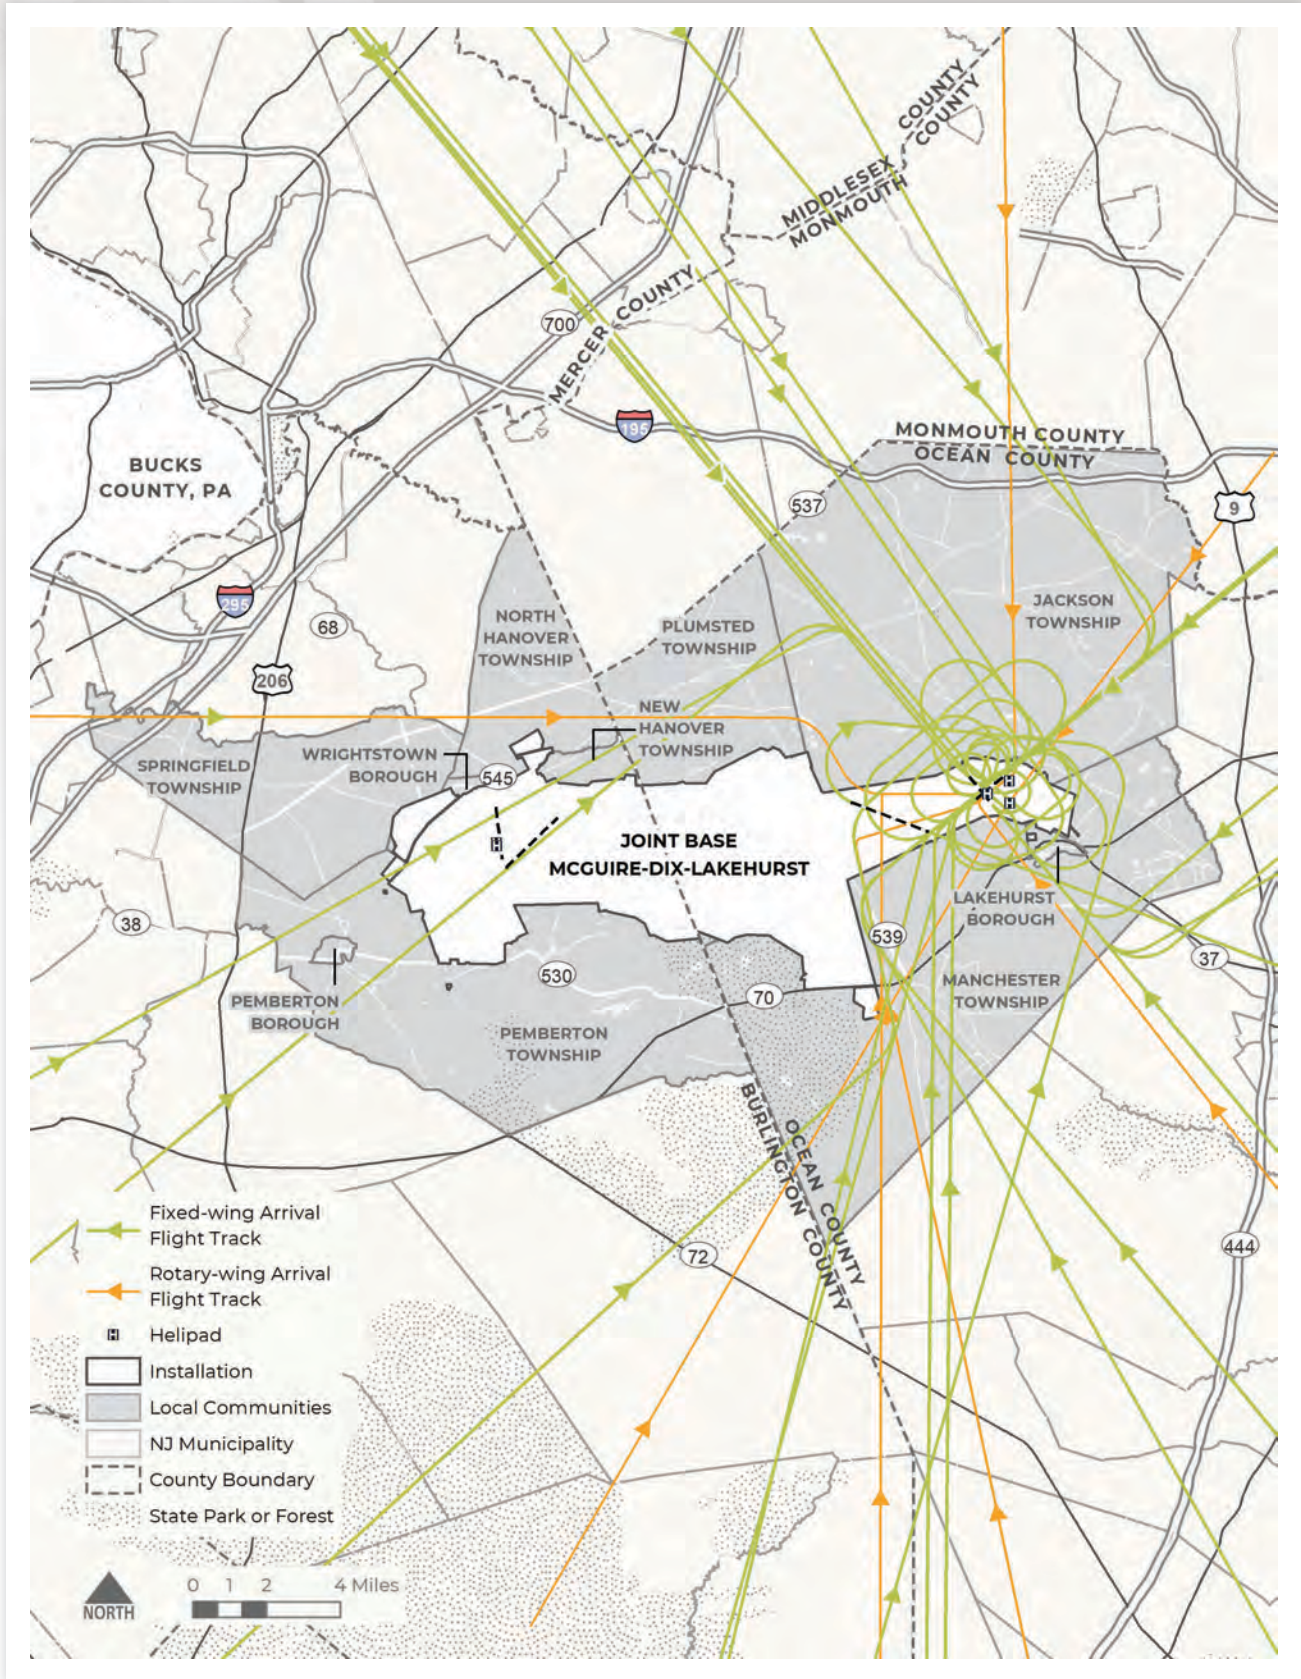 COUNTY
COUNTY
MIDDLESEX
MONMOUTH
MERCER COUNTY
700
195
MONMOUTH COUNTY
OCEAN COUNTY
BUCKS
COUNTY, PA
537
9
295
68
206
NORTH
HANOVER
TOWNSHIP
PLUMSTED
TOWNSHIP
JACKSON
TOWNSHIP
NEW
HANOVER
TOWNSHIP
WRIGHTSTOWN
BOROUGH
545
SPRINGFIELD
TOWNSHIP
H
H
H
H
JOINT BASE
MCGUIRE-DIX-LAKEHURST
LAKEHURST
BOROUGH
38
539
37
530
70
MANCHESTER
TOWNSHIP
PEMBERTON
BOROUGH
PEMBERTON
TOWNSHIP
OCEAN COUNTY
BURLINGTON COUNTY
72
444
Fixed-wing Arrival
Flight Track
Rotary-wing Arrival
Flight Track
H Helipad
Installation
Local Communities
NJ Municipality
County Boundary
State Park or Forest
NORTH
0 1 2 4 Miles